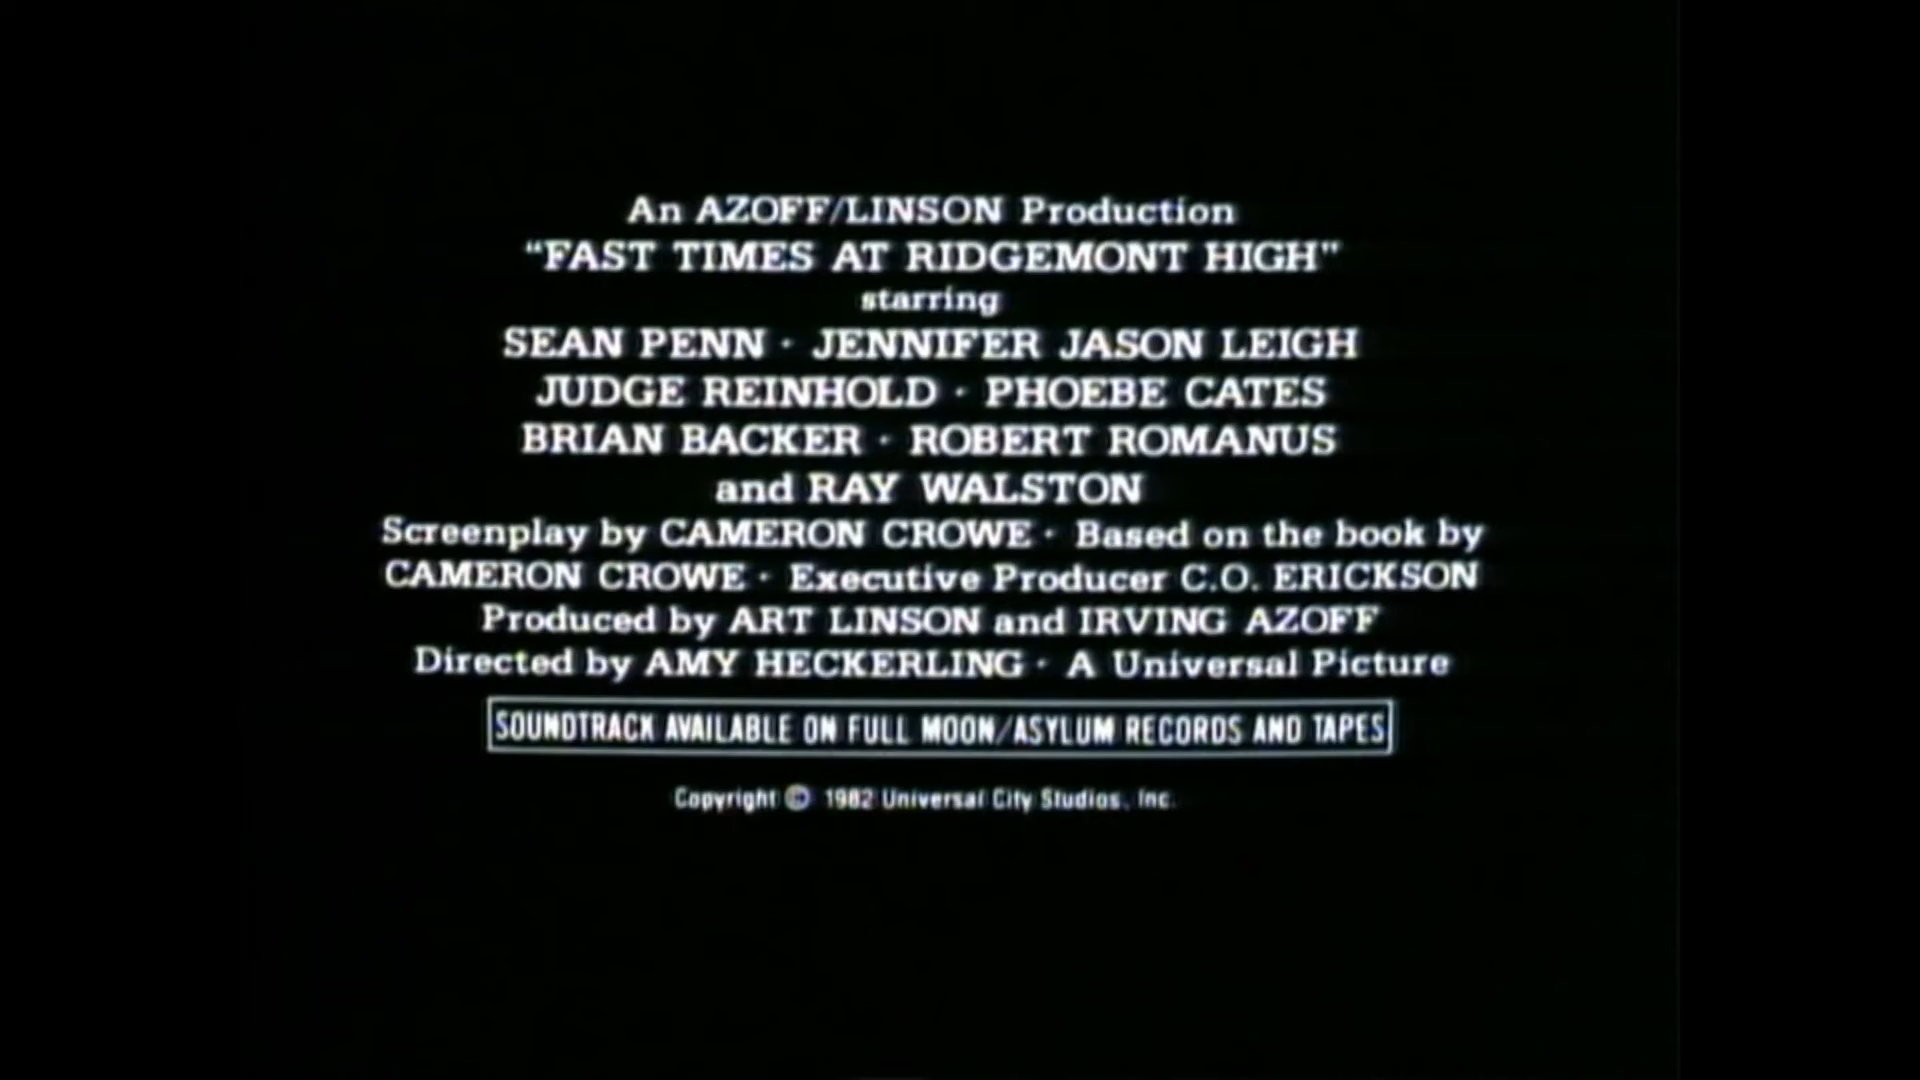 An AZOFF/LINSON Production
"FAST TIMES AT RIDGEMONT HIGH"
starring
SEAN PENN · JENNIFER JASON LEIGH
JUDGE REINHOLD · PHOEBE CATES
BRIAN BACKER · ROBERT ROMANUS
and RAY WALSTON
Screenplay by CAMERON CROWE · Based on the book by
CAMERON CROWE · Executive Producer C.O. ERICKSON
Produced by ART LINSON and IRVING AZOFF
Directed by AMY HECKERLING · A Universal Picture
SOUNDTRACK AVAILABLE ON FULL MOON/ASYLUM RECORDS AND TAPES
Copyright © 1982 Universal City Studios, Inc.